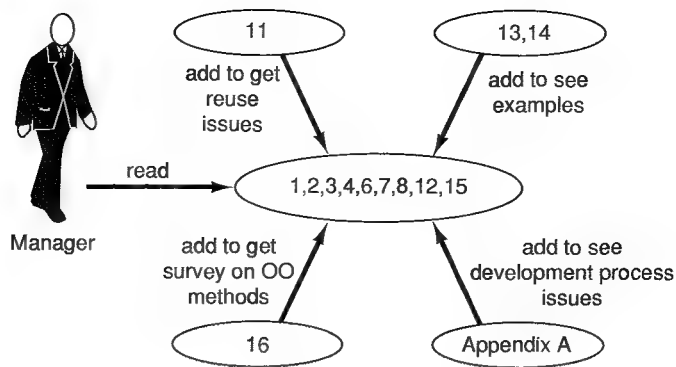 11
13,14
add to get
reuse
issues
add to see
examples
read
1,2,3,4,6,7,8,12,15
Manager
add to get
survey on OO
methods
add to see
development process
issues
16
Appendix A